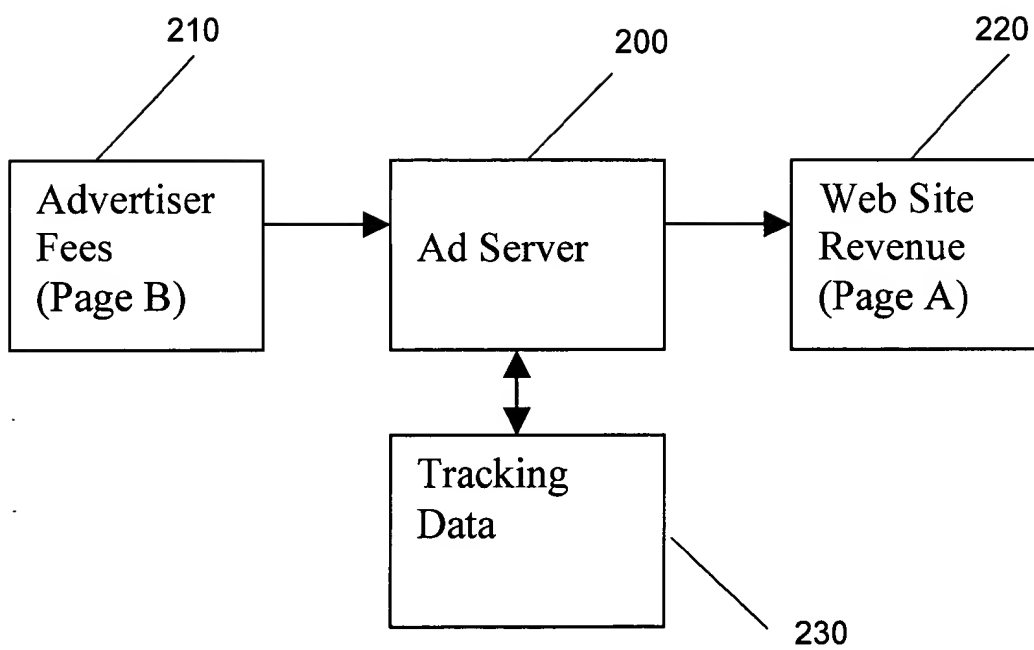 210
200
220
Advertiser
Fees
(Page B)
Ad Server
Web Site
Revenue
(Page A)
Tracking
Data
230